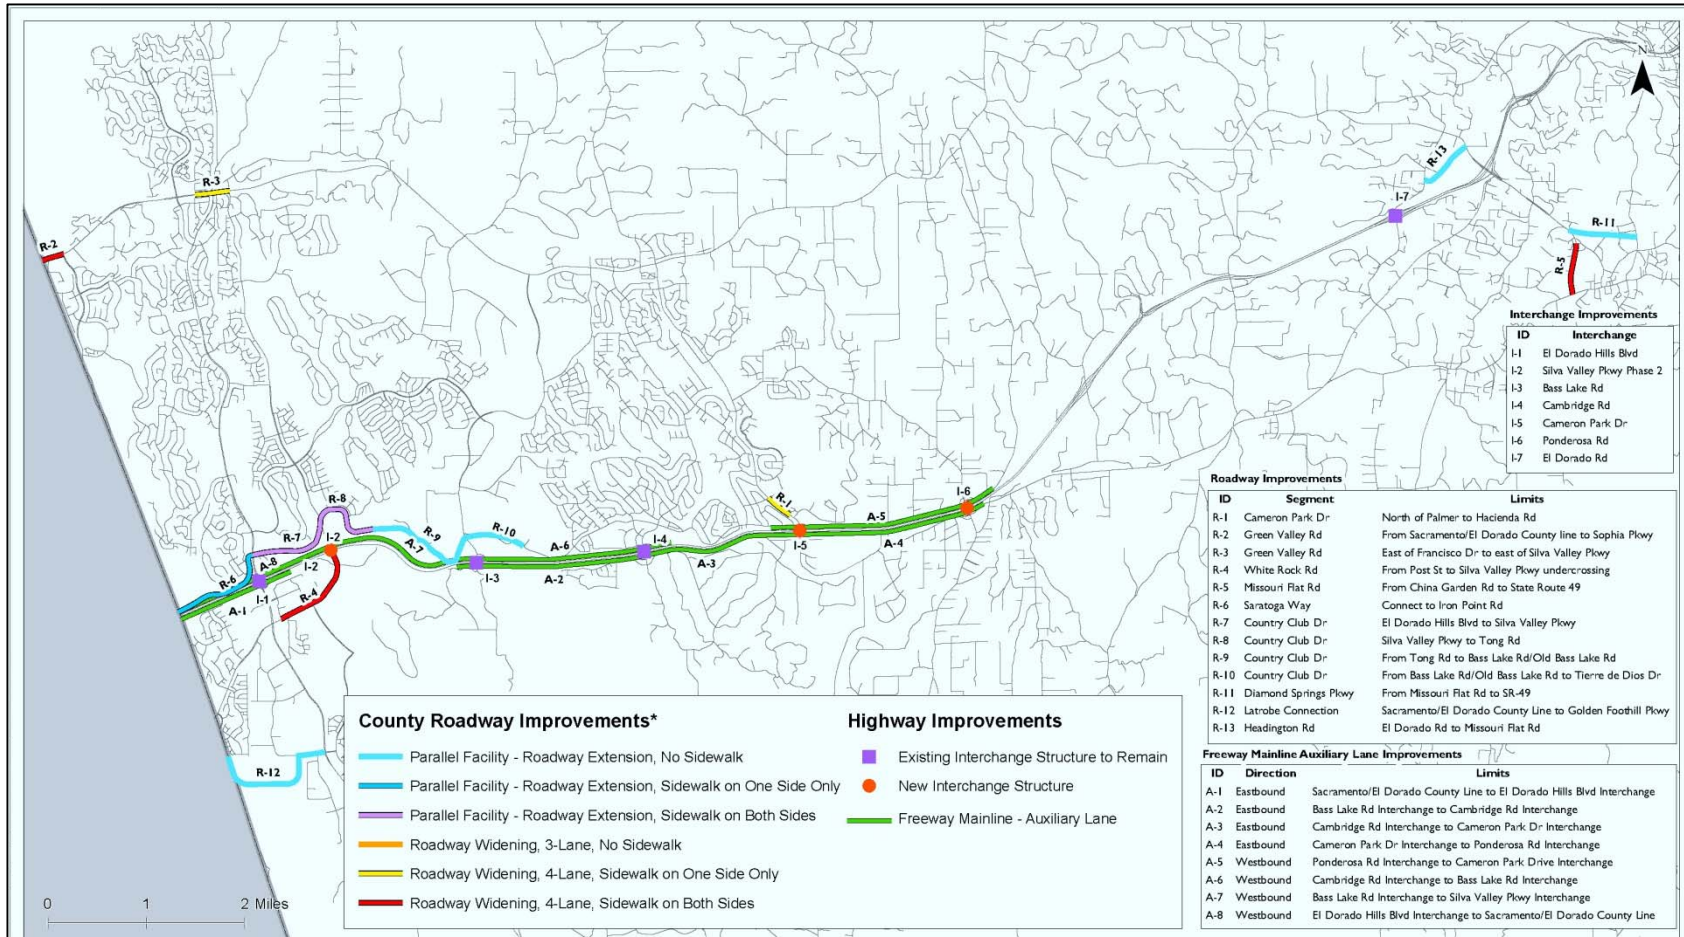 N
R-13
R-3
I-7
R-11
R-2
R-5
Interchange Improvements
ID Interchange
I-1 El Dorado Hills Blvd
I-2 Silva Valley Pkwy Phase 2
I-3 Bass Lake Rd
I-4 Cambridge Rd
I-5 Cameron Park Dr
I-6 Ponderosa Rd
I-7 El Dorado Rd
Roadway Improvements
ID Segment Limits
R-1 Cameron Park Dr North of Palmer to Hacienda Rd
R-2 Green Valley Rd From Sacramento/El Dorado County line to Sophia Pkwy
R-3 Green Valley Rd East of Francisco Dr to east of Silva Valley Pkwy
R-4 White Rock Rd From Post St to Silva Valley Pkwy undercrossing
R-5 Missouri Flat Rd From China Garden Rd to State Route 49
R-6 Saratoga Way Connect to Iron Point Rd
R-7 Country Club Dr El Dorado Hills Blvd to Silva Valley Pkwy
R-8 Country Club Dr Silva Valley Pkwy to Tong Rd
R-9 Country Club Dr From Tong Rd to Bass Lake Rd/Old Bass Lake Rd
R-10 Country Club Dr From Bass Lake Rd/Old Bass Lake Rd to Tierre de Dios Dr
R-11 Diamond Springs Pkwy From Missouri Flat Rd to SR-49
R-12 Latrobe Connection Sacramento/El Dorado County Line to Golden Foothill Pkwy
R-13 Headington Rd El Dorado Rd to Missouri Flat Rd
Freeway Mainline Auxiliary Lane Improvements
ID Direction Limits
A-1 Eastbound Sacramento/El Dorado County Line to El Dorado Hills Blvd Interchange
A-2 Eastbound Bass Lake Rd Interchange to Cambridge Rd Interchange
A-3 Eastbound Cambridge Rd Interchange to Cameron Park Dr Interchange
A-4 Eastbound Cameron Park Dr Interchange to Ponderosa Rd Interchange
A-5 Westbound Ponderosa Rd Interchange to Cameron Park Drive Interchange
A-6 Westbound Cambridge Rd Interchange to Bass Lake Rd Interchange
A-7 Westbound Bass Lake Rd Interchange to Silva Valley Pkwy Interchange
A-8 Westbound El Dorado Hills Blvd Interchange to Sacramento/El Dorado County Line
R-8
R-1
I-6
A-5
R-7
R-9
R-10
I-4
A-4
I-2
A-7
A-6
I-5
A-3
I-2
A-8
R-6
I-3
A-2
I-1
R-4
A-1
R-12
County Roadway Improvements*
Parallel Facility - Roadway Extension, No Sidewalk
Parallel Facility - Roadway Extension, Sidewalk on One Side Only
Parallel Facility - Roadway Extension, Sidewalk on Both Sides
Roadway Widening, 3-Lane, No Sidewalk
Roadway Widening, 4-Lane, Sidewalk on One Side Only
Roadway Widening, 4-Lane, Sidewalk on Both Sides
Highway Improvements
Existing Interchange Structure to Remain
New Interchange Structure
Freeway Mainline - Auxiliary Lane
0 1 2 Miles